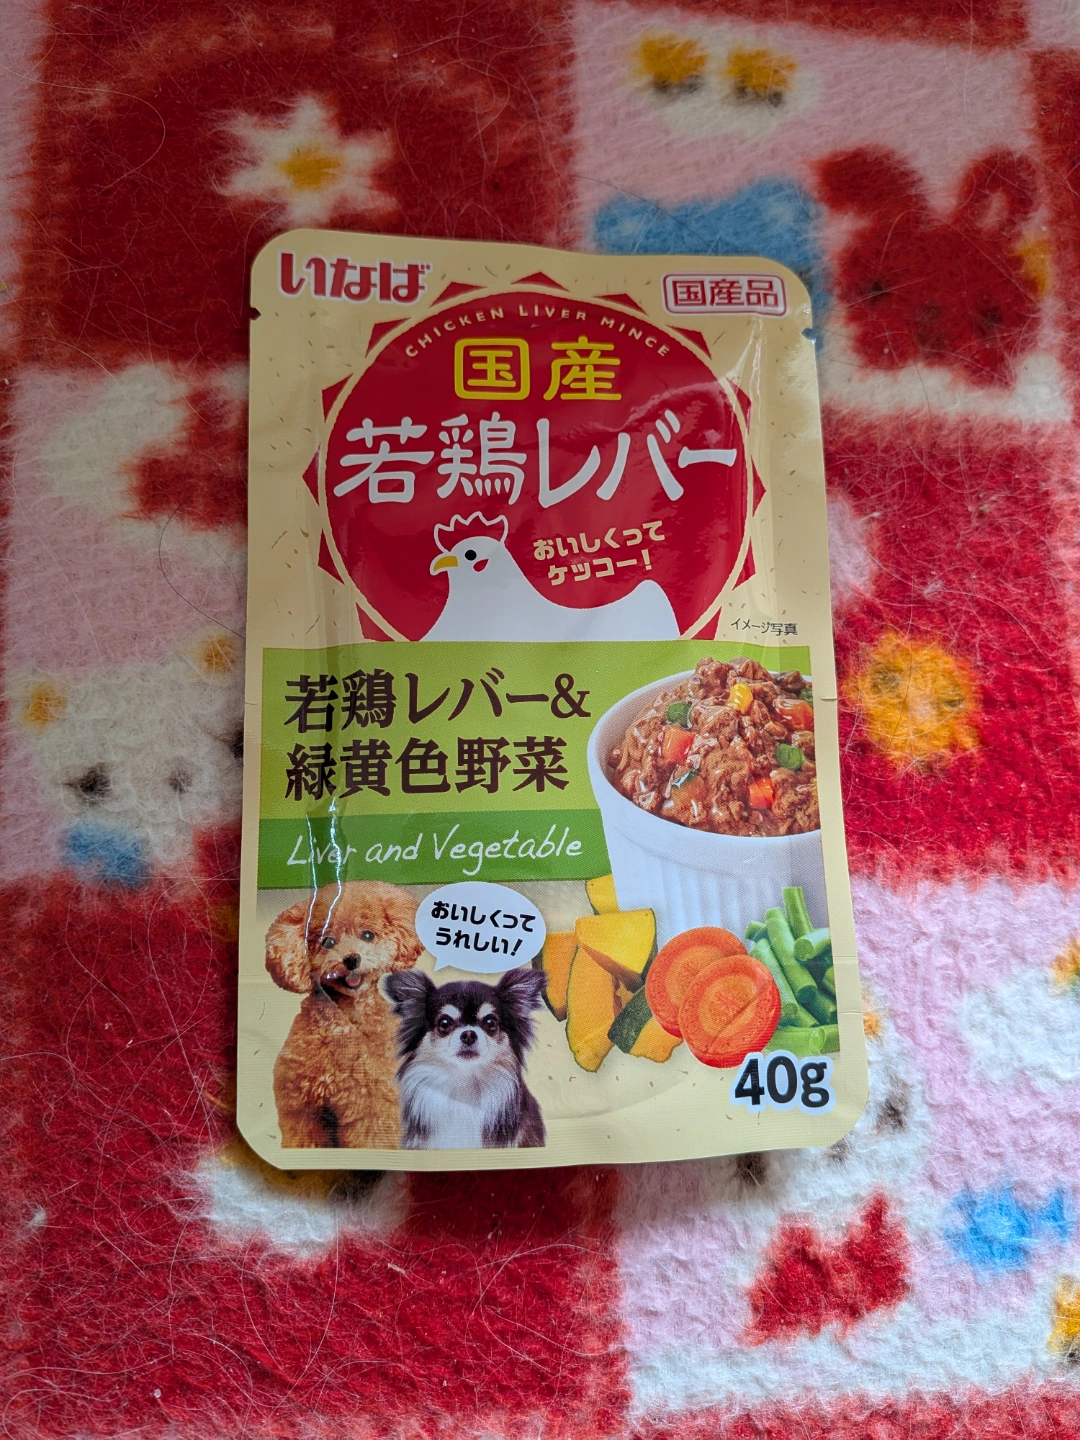 いなば
国産品
CHICKEN LIVER MINCE
国産
若鶏レバー
おいしくって
ケッコー!
イメージ写真
若鶏レバー&
緑黄色野菜
Liver and Vegetable
おいしくって
うれしい!
40g